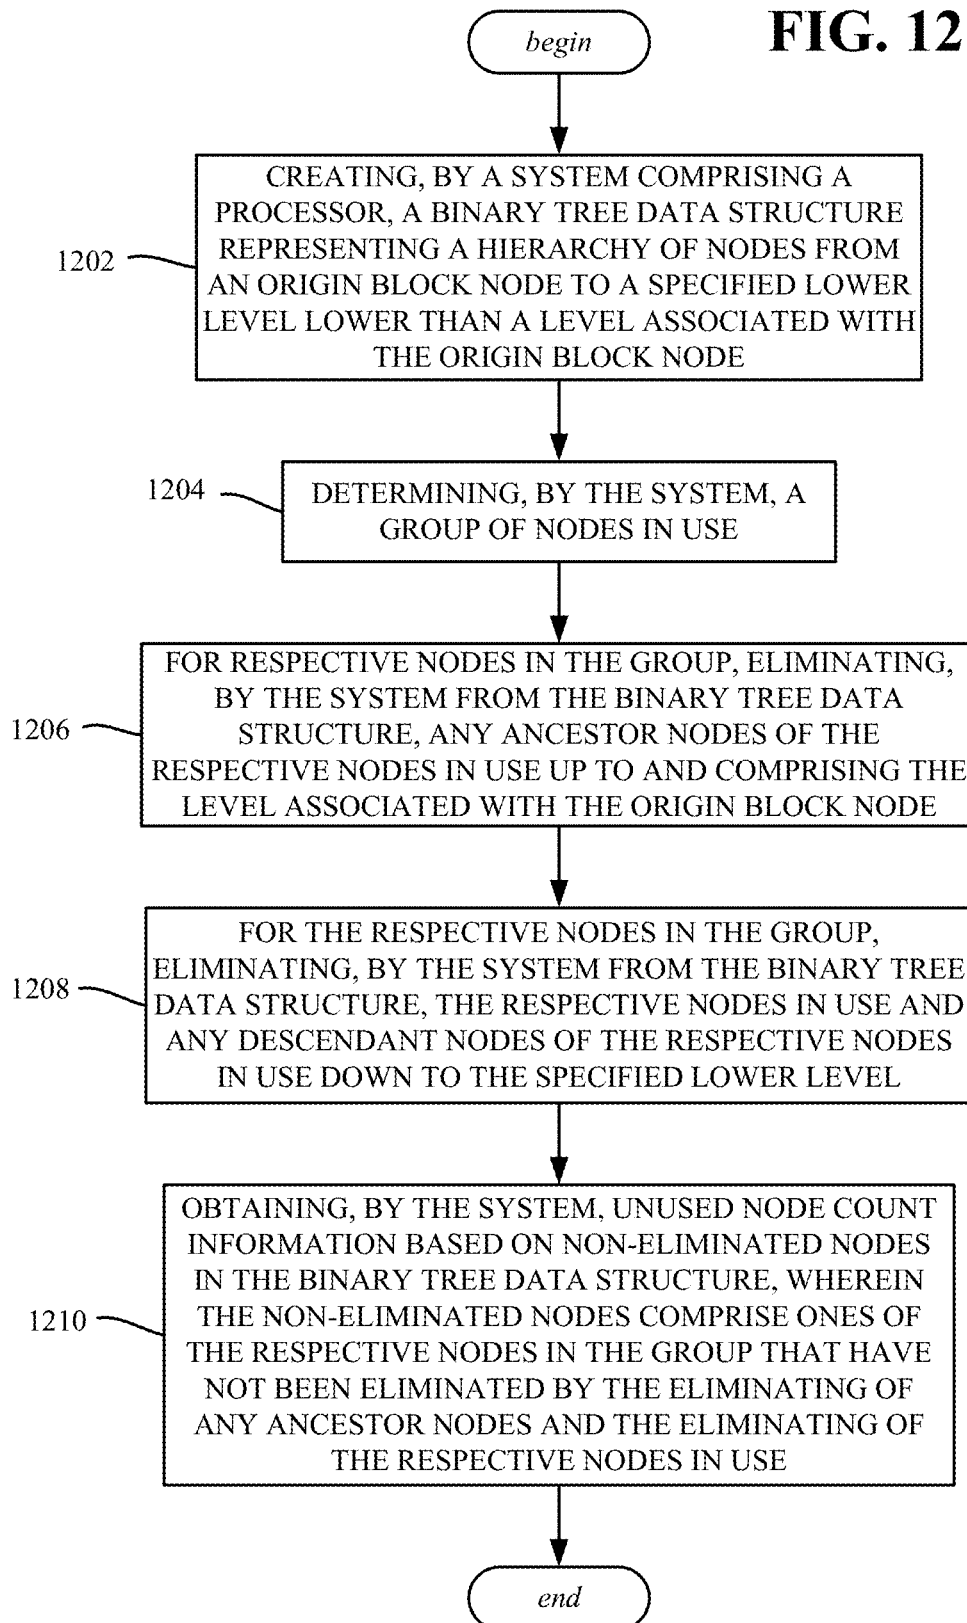 FIG. 12
begin
CREATING, BY A SYSTEM COMPRISING A
PROCESSOR, A BINARY TREE DATA STRUCTURE
REPRESENTING A HIERARCHY OF NODES FROM
AN ORIGIN BLOCK NODE TO A SPECIFIED LOWER
LEVEL LOWER THAN A LEVEL ASSOCIATED WITH
THE ORIGIN BLOCK NODE
1202
DETERMINING, BY THE SYSTEM, A
GROUP OF NODES IN USE
1204
FOR RESPECTIVE NODES IN THE GROUP, ELIMINATING,
BY THE SYSTEM FROM THE BINARY TREE DATA
STRUCTURE, ANY ANCESTOR NODES OF THE
RESPECTIVE NODES IN USE UP TO AND COMPRISING THE
LEVEL ASSOCIATED WITH THE ORIGIN BLOCK NODE
1206
FOR THE RESPECTIVE NODES IN THE GROUP,
ELIMINATING, BY THE SYSTEM FROM THE BINARY TREE
DATA STRUCTURE, THE RESPECTIVE NODES IN USE AND
ANY DESCENDANT NODES OF THE RESPECTIVE NODES
IN USE DOWN TO THE SPECIFIED LOWER LEVEL
1208
OBTAINING, BY THE SYSTEM, UNUSED NODE COUNT
INFORMATION BASED ON NON-ELIMINATED NODES
IN THE BINARY TREE DATA STRUCTURE, WHEREIN
THE NON-ELIMINATED NODES COMPRISE ONES OF
THE RESPECTIVE NODES IN THE GROUP THAT HAVE
NOT BEEN ELIMINATED BY THE ELIMINATING OF
ANY ANCESTOR NODES AND THE ELIMINATING OF
THE RESPECTIVE NODES IN USE
1210
end